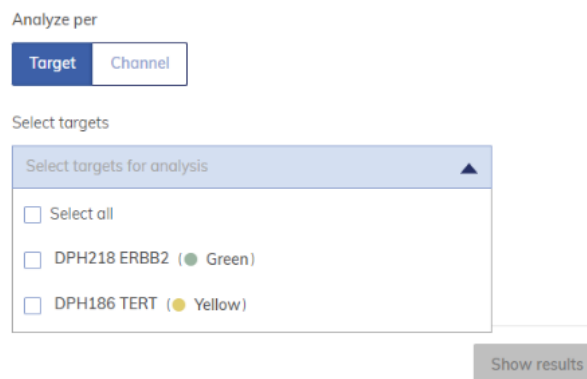 Analyze per
Target Channel
Select targets
Select targets for analysis
Select all
DPH218 ERBB2 ( Green)
DPH186 TERT ( Yellow)
Show results